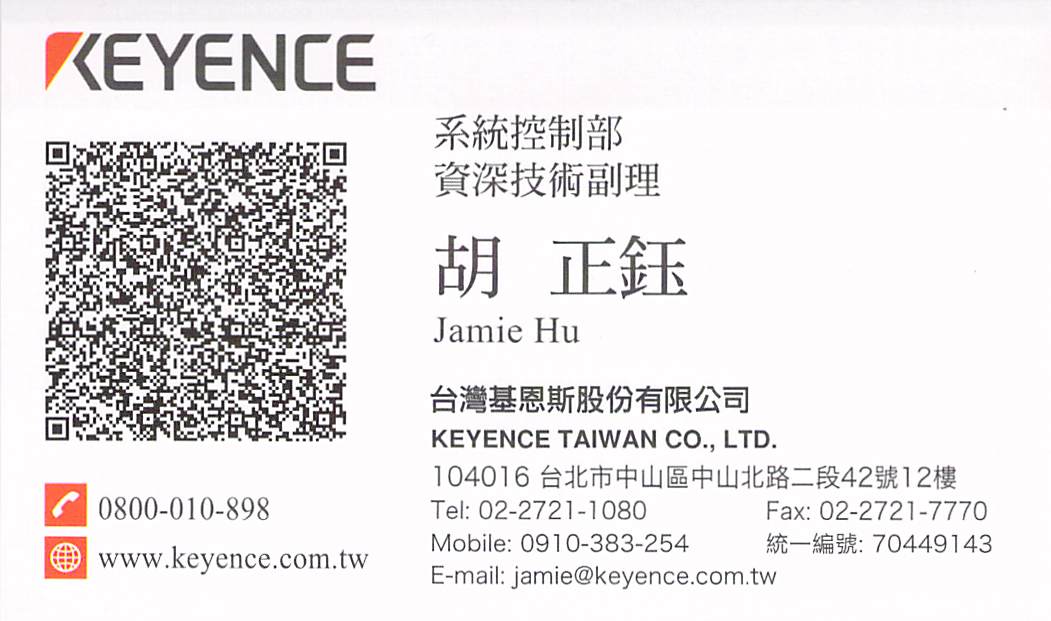 KEYENCE
系統控制部
資深技術副理
胡 正鈺
Jamie Hu
台灣基恩斯股份有限公司
KEYENCE TAIWAN CO., LTD.
104016 台北市中山區中山北路二段42號12樓
Tel: 02-2721-1080 Fax: 02-2721-7770
Mobile: 0910-383-254 統一編號: 70449143
E-mail: jamie@keyence.com.tw
0800-010-898
www.keyence.com.tw